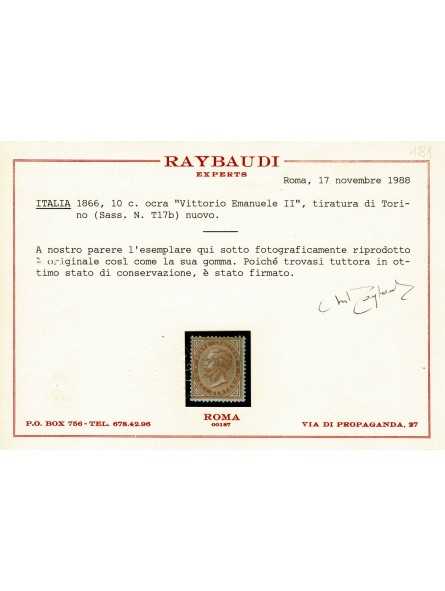 181
RAYBAUDI
EXPERTS
Roma, 17 novembre 1988
ITALIA 1866, 10 c. ocra "Vittorio Emanuele II", tiratura di Tori-
no (Sass. N. T17b) nuovo.
A nostro parere l'esemplare qui sotto fotograficamente riprodotto
è originale così come la sua gomma. Poiché trovasi tuttora in ot-
timo stato di conservazione, è stato firmato.
ROMA
00187
P.O. BOX 756 - TEL. 678.42.96
VIA DI PROPAGANDA, 27